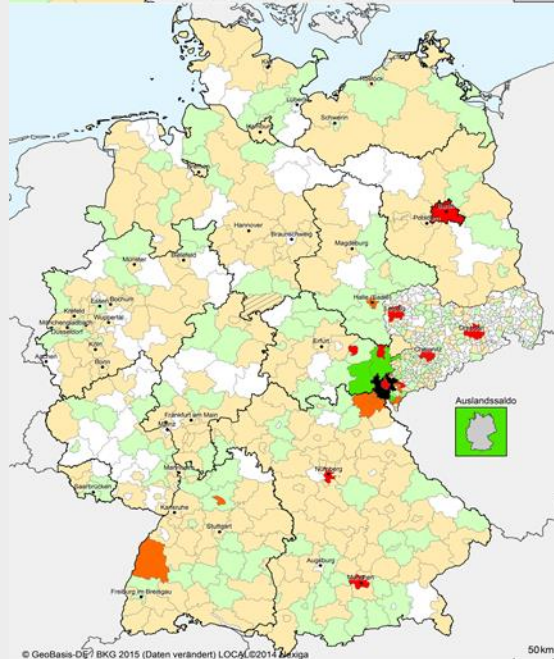 Kiel
Rostock
Lübeck
Schwerin
Hamburg
Bremen
Berlin
Potsdam
Hannover
Braunschweig
Magdeburg
Münster
Bielefeld
Halle (Saale)
Essen Bochum
Krefeld
Wuppertal
Mönchengladbach
Düsseldorf
Köln
Aachen
Bonn
Erfurt
Chemnitz
Auslandssaldo
Frankfurt am Main
Mainz
Mannheim
Saarbrücken
Nürnberg
Karlsruhe
Stuttgart
Augsburg
München
Freiburg im Breisgau
© GeoBasis-DE / BKG 2015 (Daten verändert) LOCAL©2014 Nexiga
50km